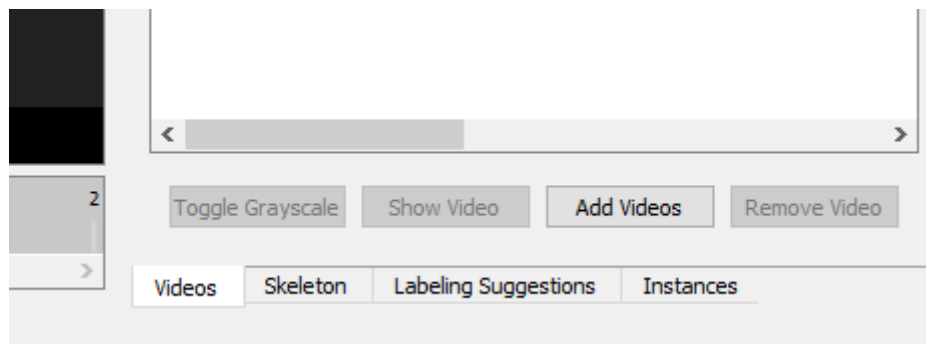 2
Toggle Grayscale Show Video Add Videos Remove Video
Videos Skeleton Labeling Suggestions Instances